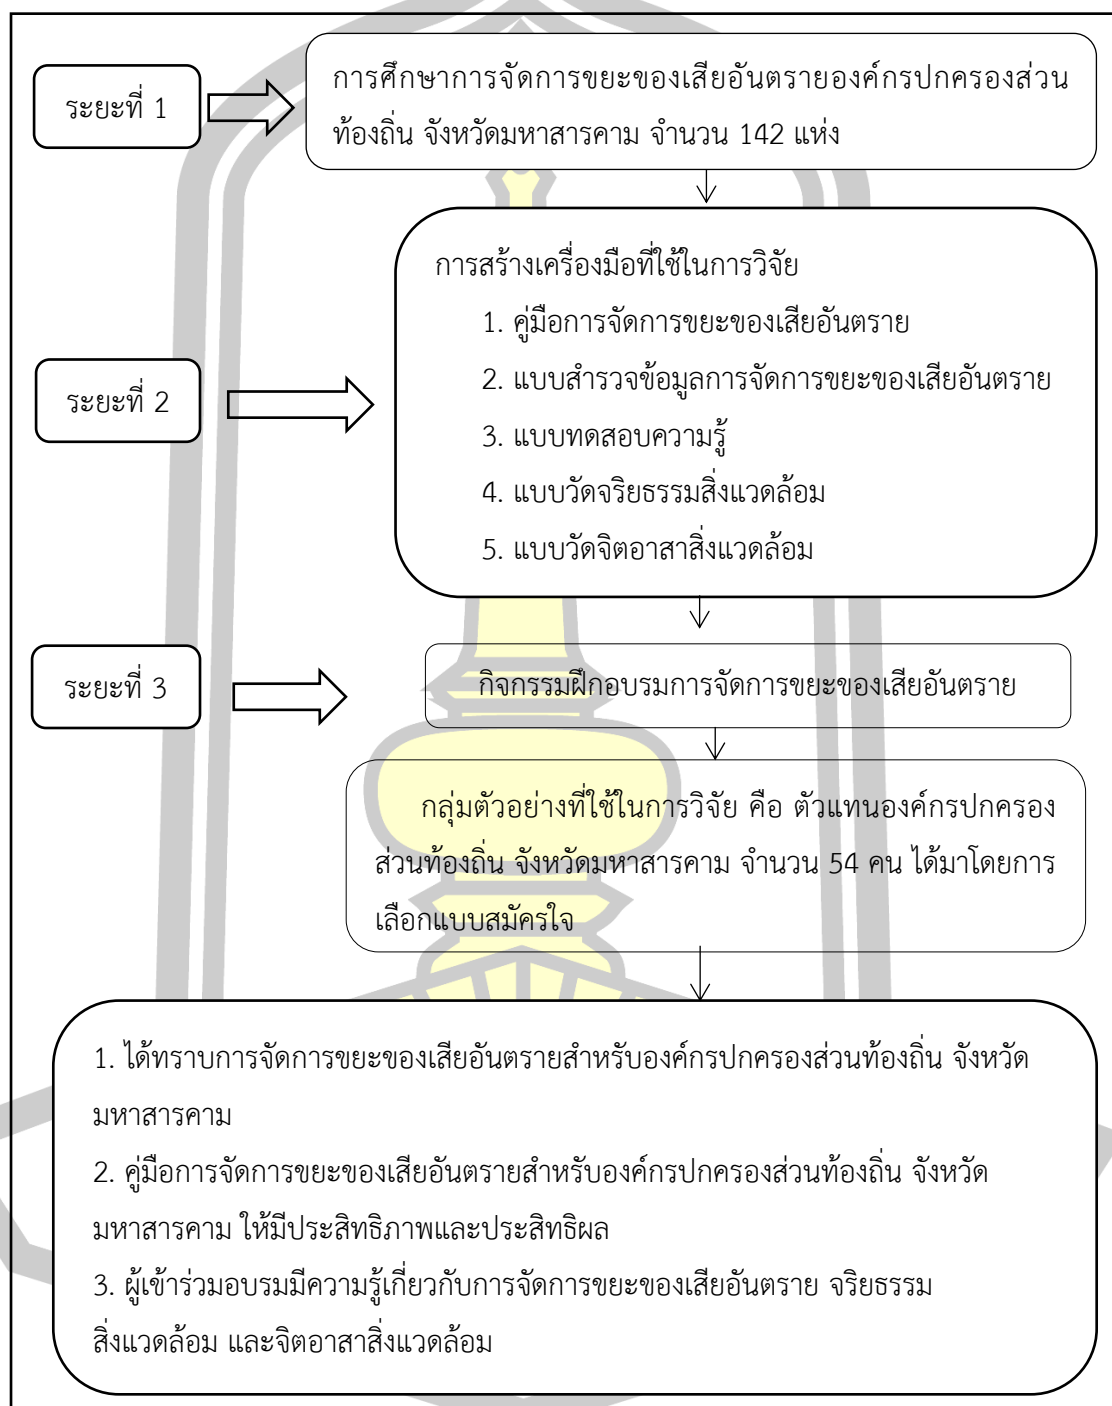 ระยะที่ 1
การศึกษาการจัดการขยะของเสียอันตรายองค์กรปกครองส่วน
ท้องถิ่น จังหวัดมหาสารคาม จำนวน 142 แห่ง
ระยะที่ 2
การสร้างเครื่องมือที่ใช้ในการวิจัย
1. คู่มือการจัดการขยะของเสียอันตราย
2. แบบสำรวจข้อมูลการจัดการขยะของเสียอันตราย
3. แบบทดสอบความรู้
4. แบบวัดจริยธรรมสิ่งแวดล้อม
5. แบบวัดจิตอาสาสิ่งแวดล้อม
ระยะที่ 3
กิจกรรมฝึกอบรมการจัดการขยะของเสียอันตราย
กลุ่มตัวอย่างที่ใช้ในการวิจัย คือ ตัวแทนองค์กรปกครอง
ส่วนท้องถิ่น จังหวัดมหาสารคาม จำนวน 54 คน ได้มาโดยการ
เลือกแบบสมัครใจ
1. ได้ทราบการจัดการขยะของเสียอันตรายสำหรับองค์กรปกครองส่วนท้องถิ่น จังหวัด
มหาสารคาม
2. คู่มือการจัดการขยะของเสียอันตรายสำหรับองค์กรปกครองส่วนท้องถิ่น จังหวัด
มหาสารคาม ให้มีประสิทธิภาพและประสิทธิผล
3. ผู้เข้าร่วมอบรมมีความรู้เกี่ยวกับการจัดการขยะของเสียอันตราย จริยธรรม
สิ่งแวดล้อม และจิตอาสาสิ่งแวดล้อม